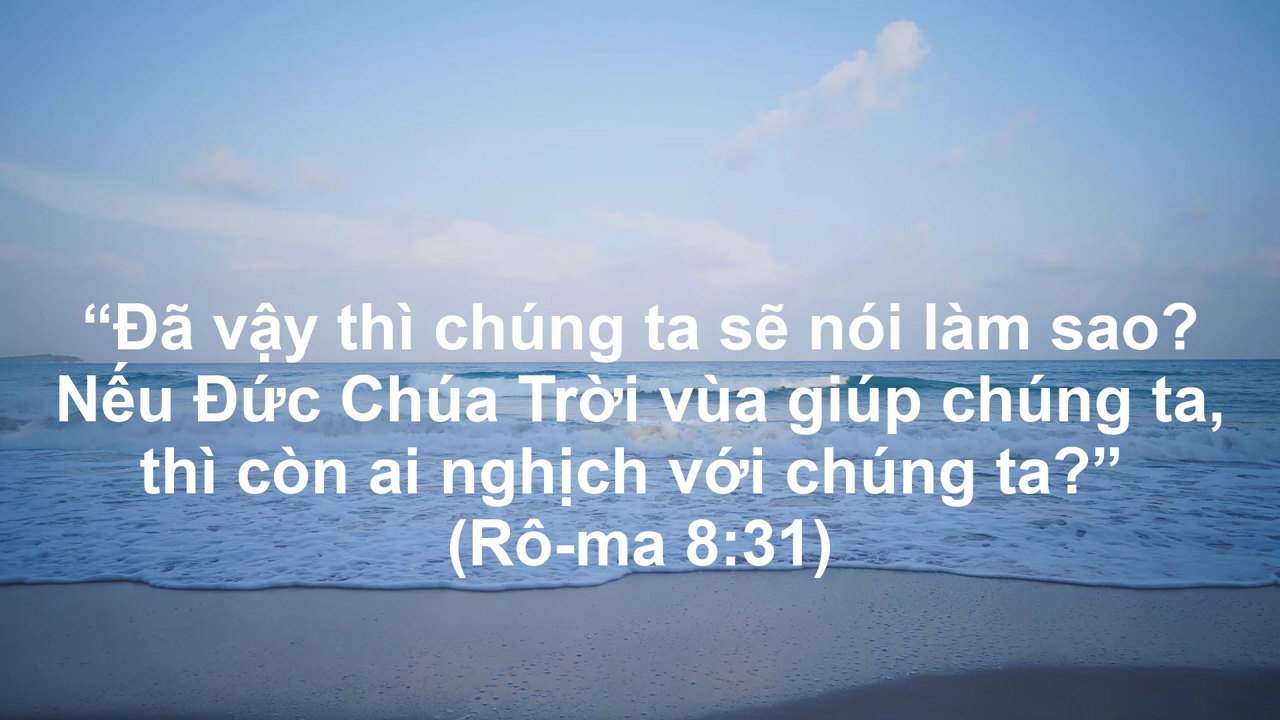 “Đã vậy thì chúng ta sẽ nói làm sao?
Nếu Đức Chúa Trời vùa giúp chúng ta,
thì còn ai nghịch với chúng ta?”
(Rô-ma 8:31)